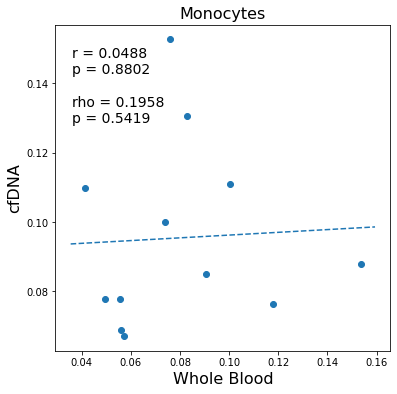 Monocytes
r = 0.0488
p = 0.8802
rho = 0.1958
p = 0.5419
cfDNA
0.14
0.12
0.10
0.08
0.04
0.06
0.08
0.10
0.12
0.14
0.16
Whole Blood